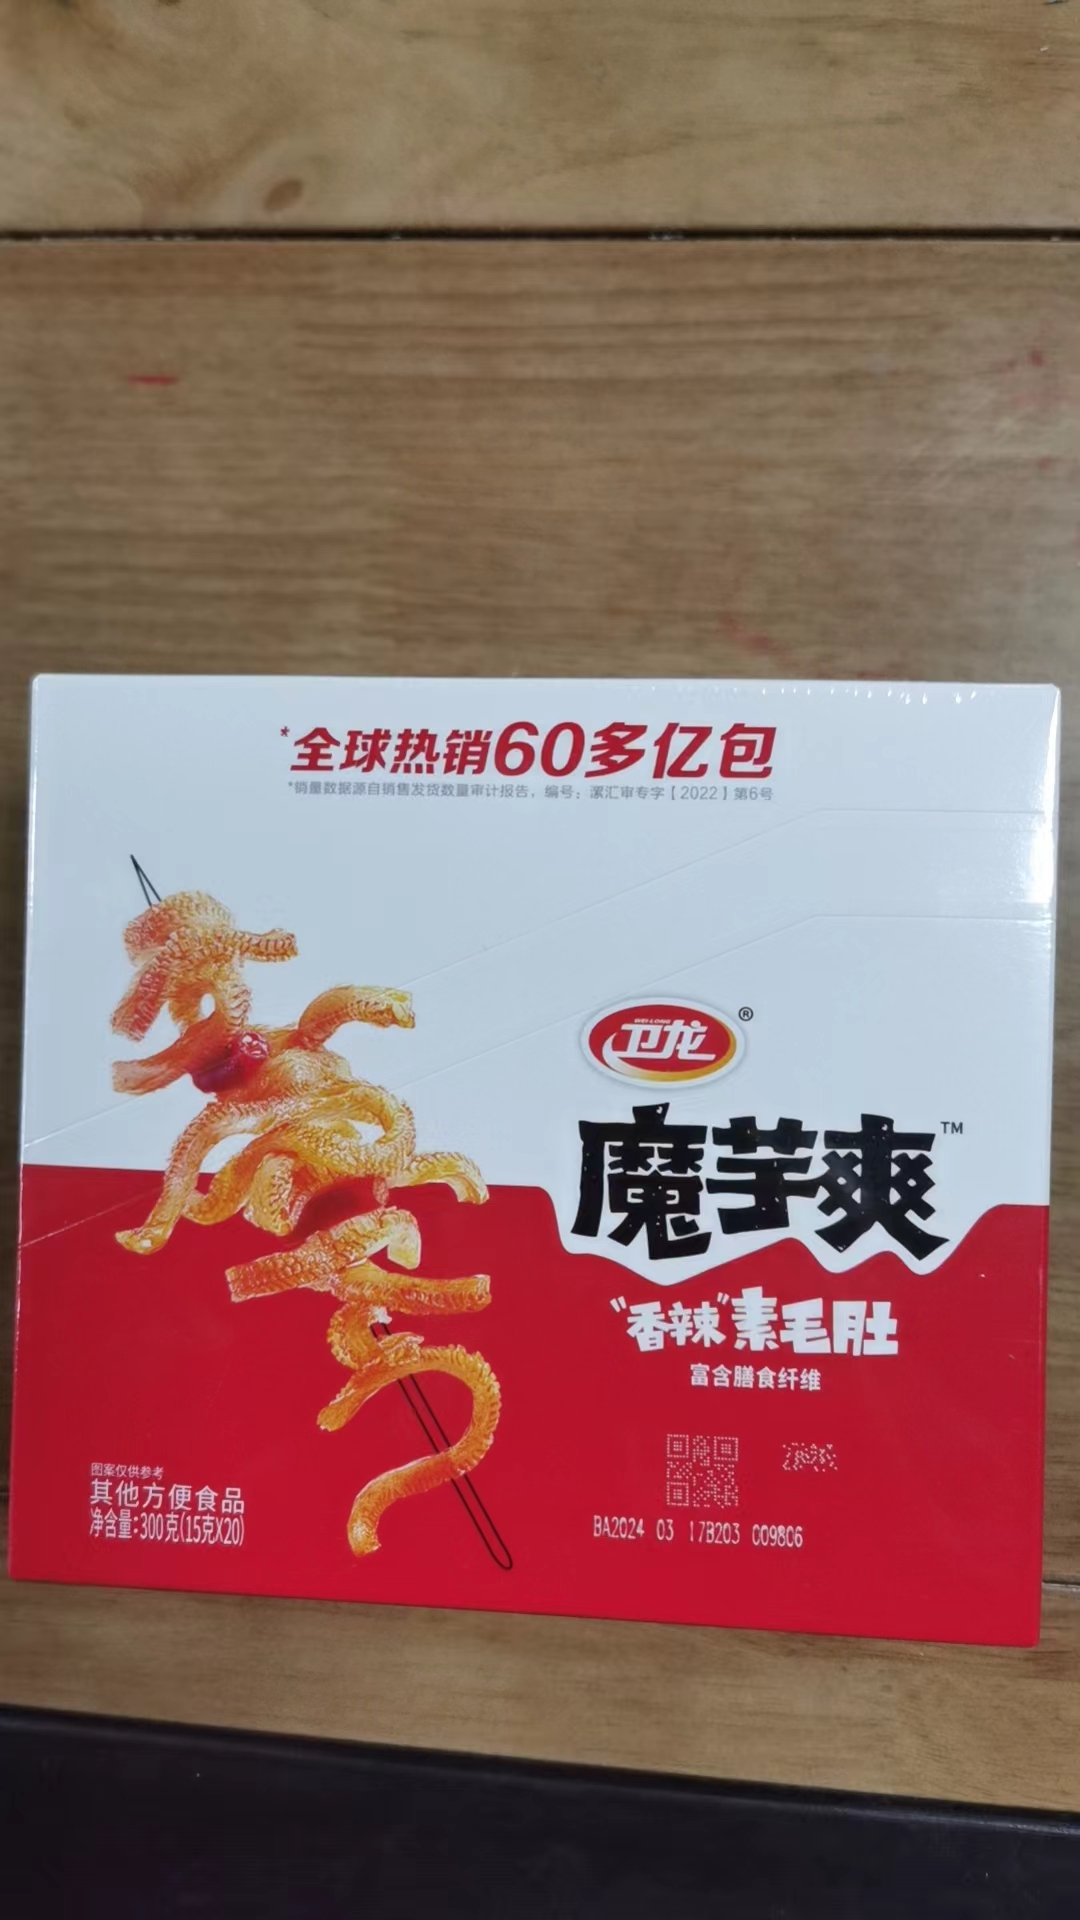 *全球热销60多亿包
*销量数据源自销售发货数量审计报告，编号：漯汇审专字【2022】第6号
WEI LONG
卫龙®
魔芋爽™
“香辣”素毛肚
富含膳食纤维
图案仅供参考
其他方便食品
净含量:300克(15克X20)
BA2024 03 17B203 C09806